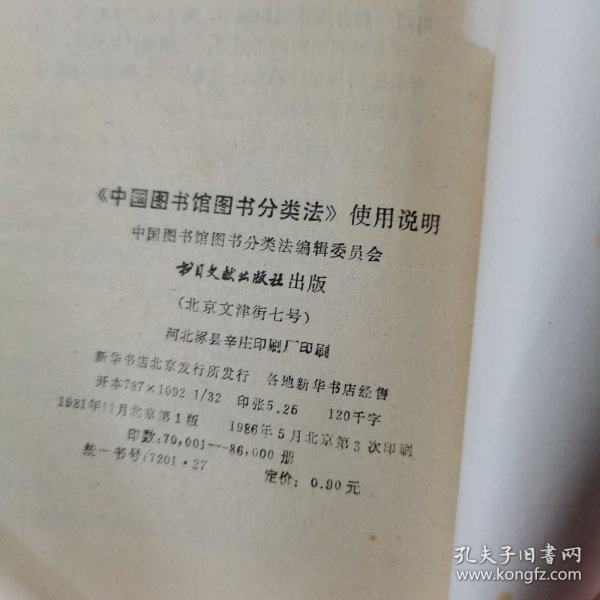 《中国图书馆图书分类法》使用说明
中国图书馆图书分类法编辑委员会
书目文献出版社出版
(北京文津街七号)
河北涿县辛庄印刷厂印刷
新华书店北京发行所发行 各地新华书店经售
开本787×1092 1/32 印张5.25 120千字
1981年11月北京第1版 1986年5月北京第3次印刷
印数:70,001—86,000册
统一书号:7201·27 定价:0.90元
孔夫子旧书网
www.kongfz.com